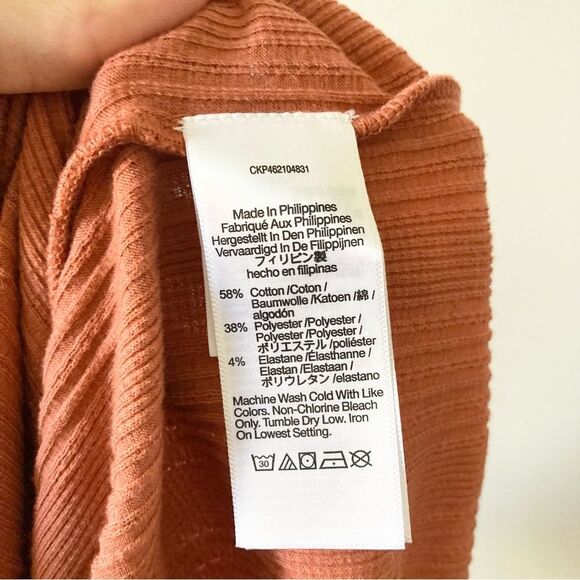 CKP462104831
Made In Philippines
Fabriqué Aux Philippines
Hergestellt In Den Philippinen
Vervaardigd In De Filippijnen
フィリピン製
hecho en filipinas
58% Cotton /Coton /
Baumwolle /Katoen /綿 /
algodón
38% Polyester /Polyester /
Polyester /Polyester /
ポリエステル /poliéster
4% Elastane /Élasthanne /
Elastan /Elastaan /
ポリウレタン /elastano
Machine Wash Cold With Like
Colors. Non-Chlorine Bleach
Only. Tumble Dry Low. Iron
On Lowest Setting.
30